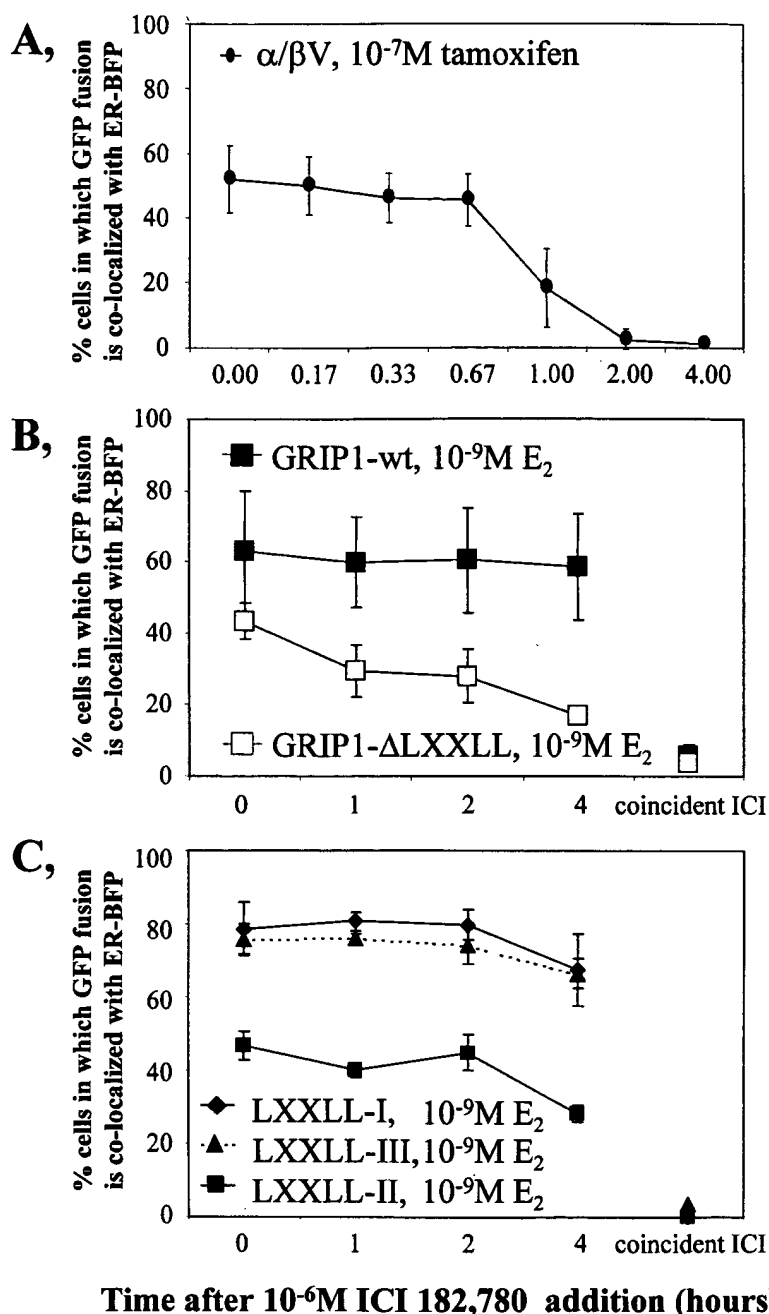 A,
% cells in which GFP fusion
is co-localized with ER-BFP
100
80
60
40
20
0
α/βV, 10⁻⁷M tamoxifen
0.00 0.17 0.33 0.67 1.00 2.00 4.00
B,
% cells in which GFP fusion
is co-localized with ER-BFP
100
80
60
40
20
0
GRIP1-wt, 10⁻⁹M E₂
GRIP1-ΔLXXLL, 10⁻⁹M E₂
0 1 2 4 coincident ICI
C,
% cells in which GFP fusion
is co-localized with ER-BFP
100
80
60
40
20
0
LXXLL-I, 10⁻⁹M E₂
LXXLL-III, 10⁻⁹M E₂
LXXLL-II, 10⁻⁹M E₂
0 1 2 4 coincident ICI
Time after 10⁻⁶M ICI 182,780 addition (hours